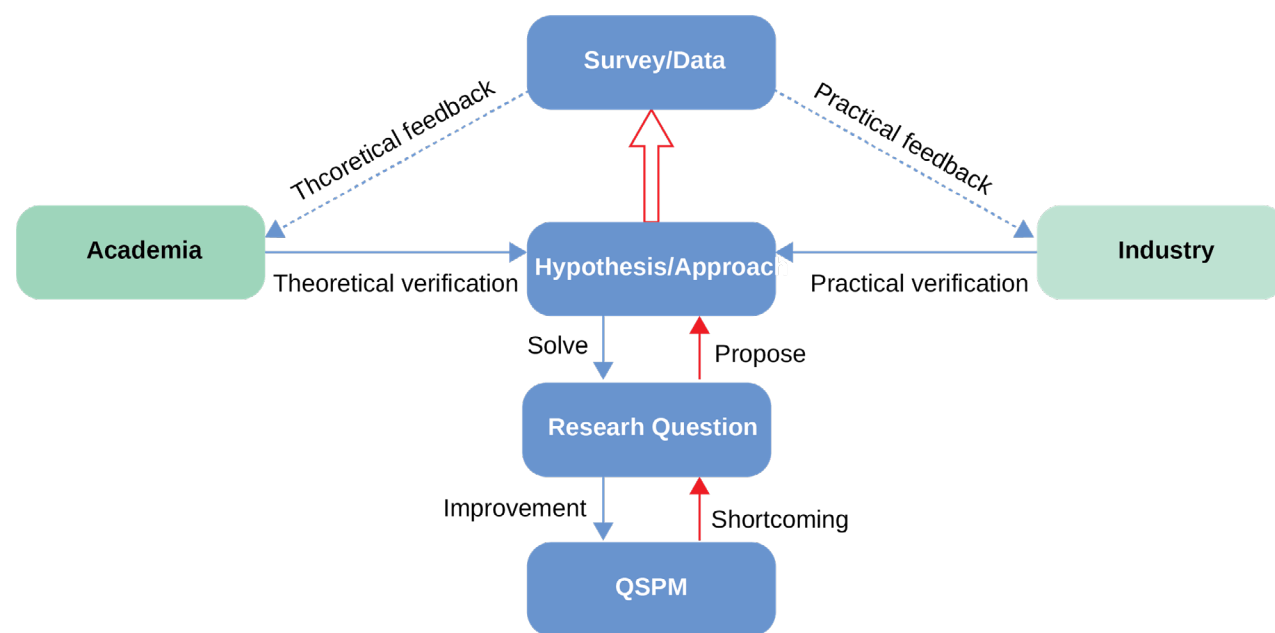 Survey/Data
Thcoretical feedback
Practical feedback
Academia
Hypothesis/Approach
Industry
Theoretical verification
Practical verification
Solve
Propose
Researh Question
Improvement
Shortcoming
QSPM